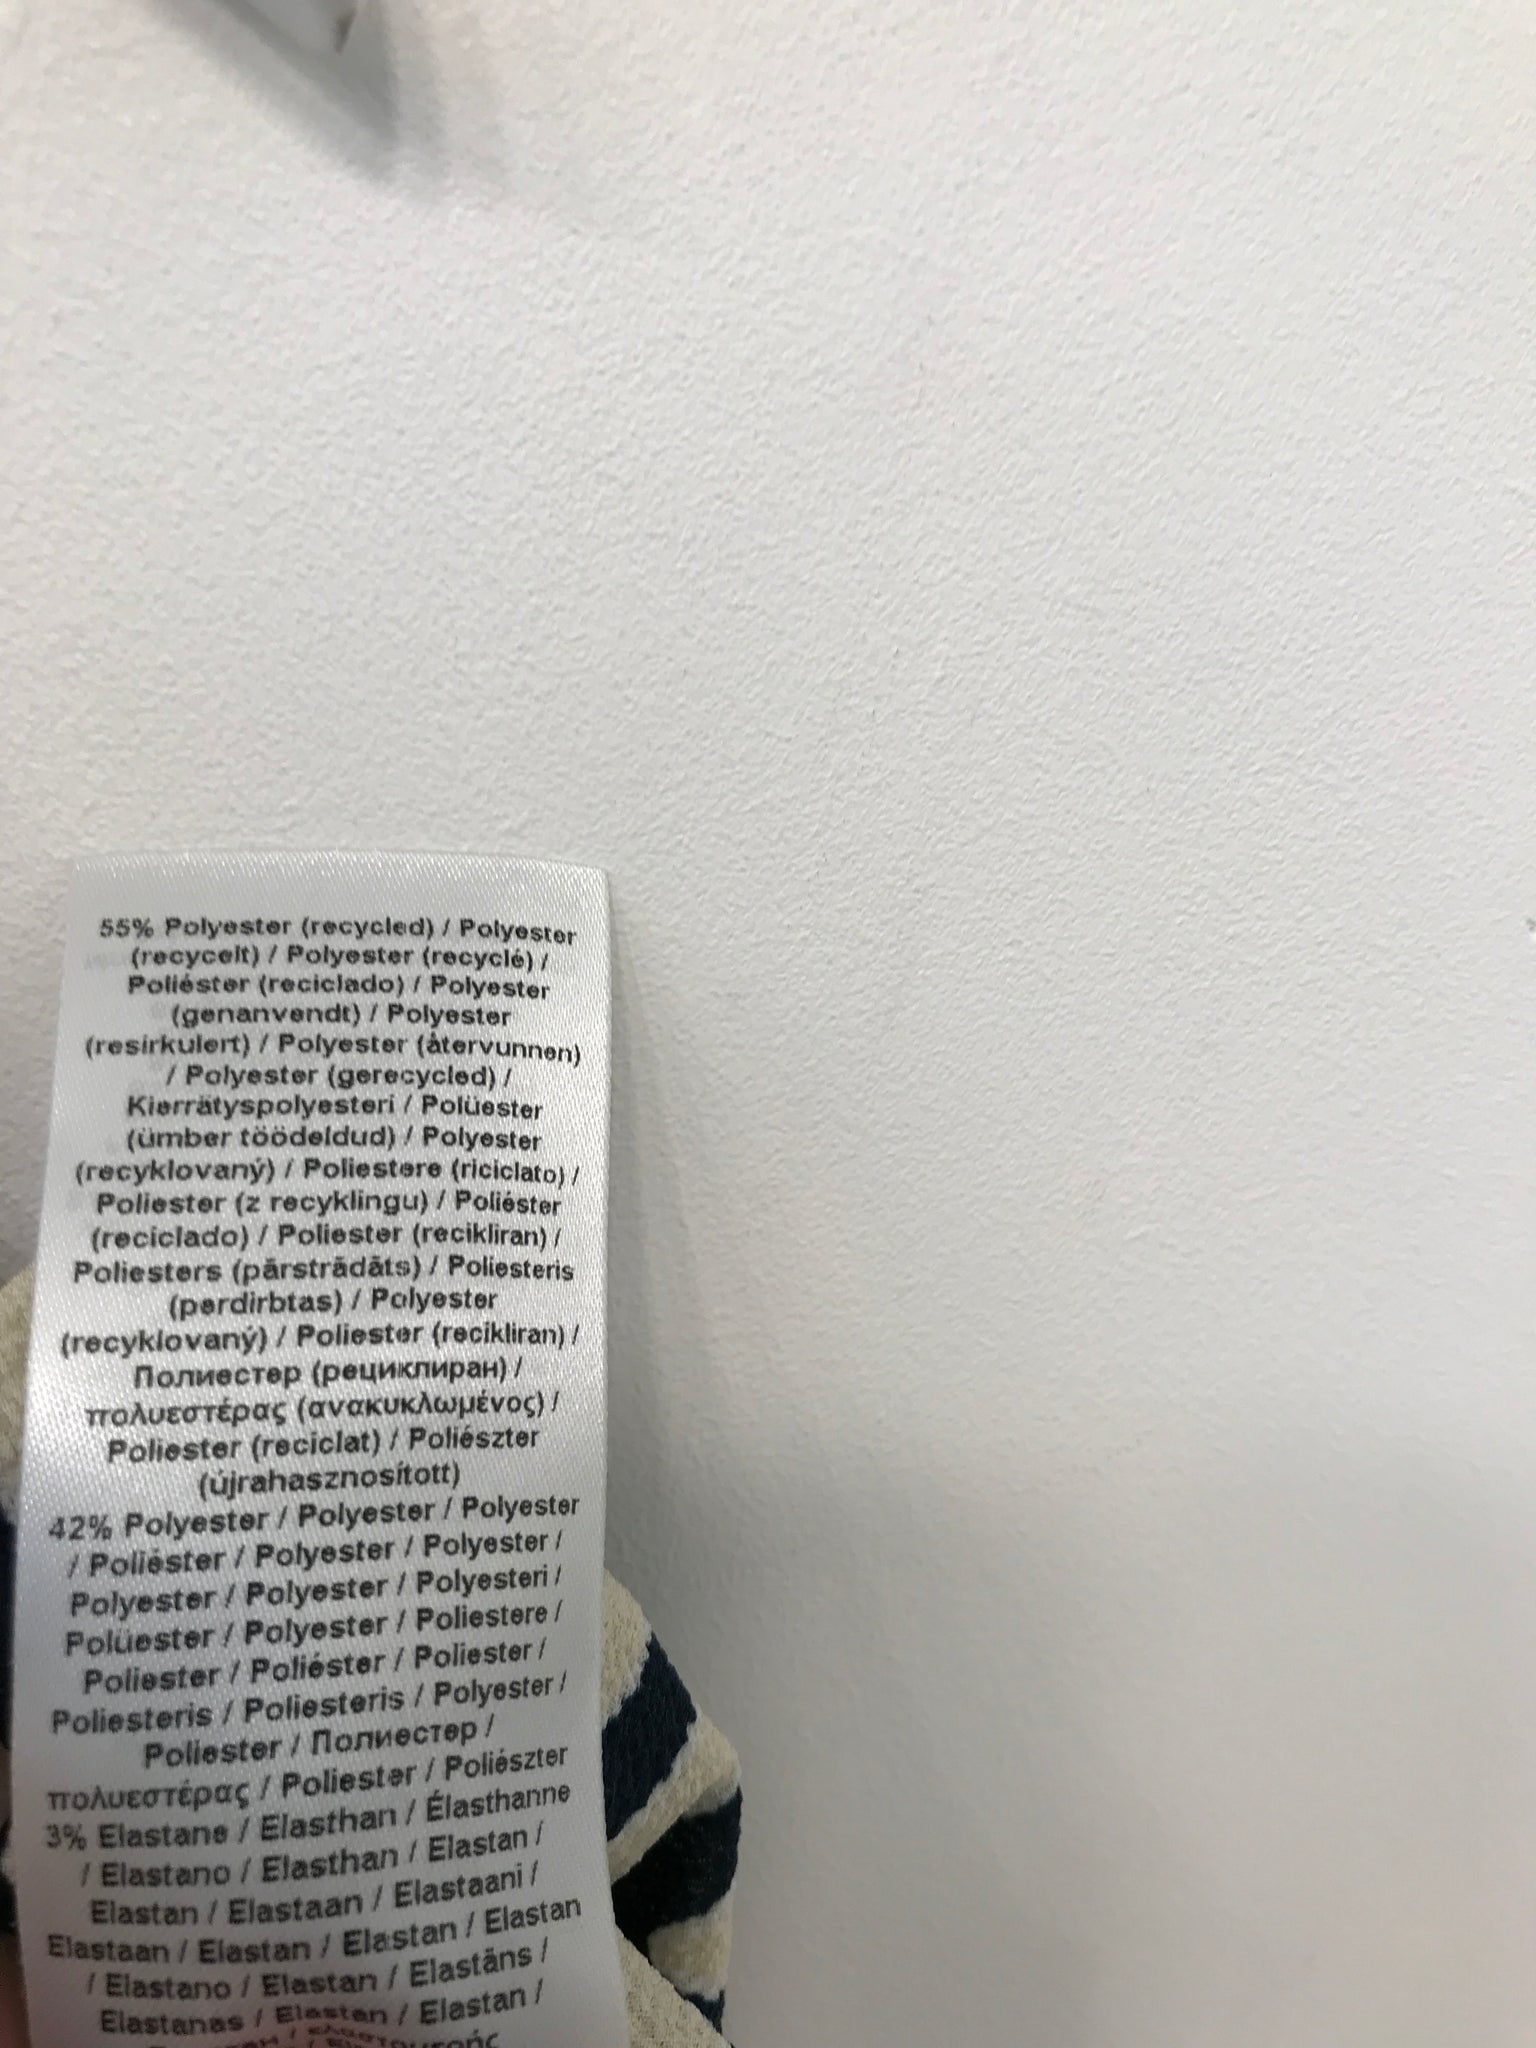 55% Polyester (recycled) / Polyester
(recycelt) / Polyester (recyclé) /
Poliéster (reciclado) / Polyester
(genanvendt) / Polyester
(resirkulert) / Polyester (återvunnen)
/ Polyester (gerecycled) /
Kierrätyspolyesteri / Polüester
(ümber töödeldud) / Polyester
(recyklovaný) / Poliestere (riciclato) /
Poliester (z recyklingu) / Poliéster
(reciclado) / Poliester (recikliran) /
Poliesters (pārstrādāts) / Poliesteris
(perdirbtas) / Polyester
(recyklovaný) / Poliester (recikliran) /
Полиестер (рециклиран) /
πολυεστέρας (ανακυκλωμένος) /
Poliester (reciclat) / Poliészter
(újrahasznosított)
42% Polyester / Polyester / Polyester
/ Poliéster / Polyester / Polyester /
Polyester / Polyester / Polyesteri /
Polüester / Polyester / Poliestere /
Poliester / Poliéster / Poliester /
Poliesteris / Poliesteris / Polyester /
Poliester / Полиестер /
πολυεστέρας / Poliester / Poliészter
3% Elastane / Elasthan / Élasthanne
/ Elastano / Elasthan / Elastan /
Elastan / Elastaan / Elastaani /
Elastaan / Elastan / Elastan / Elastan
/ Elastano / Elastan / Elastāns /
Elastanas / Elastan / Elastan /